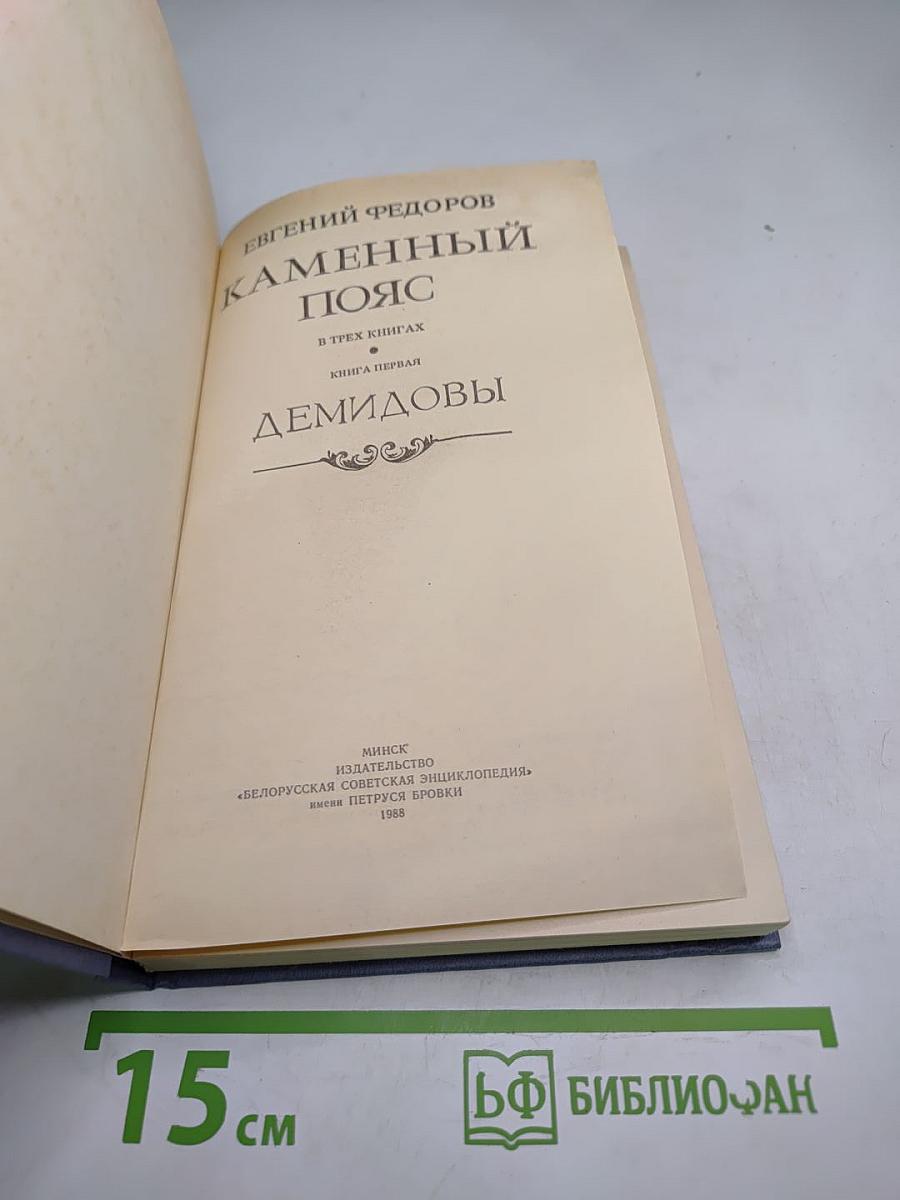 ЕВГЕНИЙ ФЕДОРОВ
КАМЕННЫЙ
ПОЯС
В ТРЕХ КНИГАХ
КНИГА ПЕРВАЯ
ДЕМИДОВЫ
МИНСК
ИЗДАТЕЛЬСТВО
«БЕЛОРУССКАЯ СОВЕТСКАЯ ЭНЦИКЛОПЕДИЯ»
имени ПЕТРУСЯ БРОВКИ
1988
15 см
БФ БИБЛИОФАН